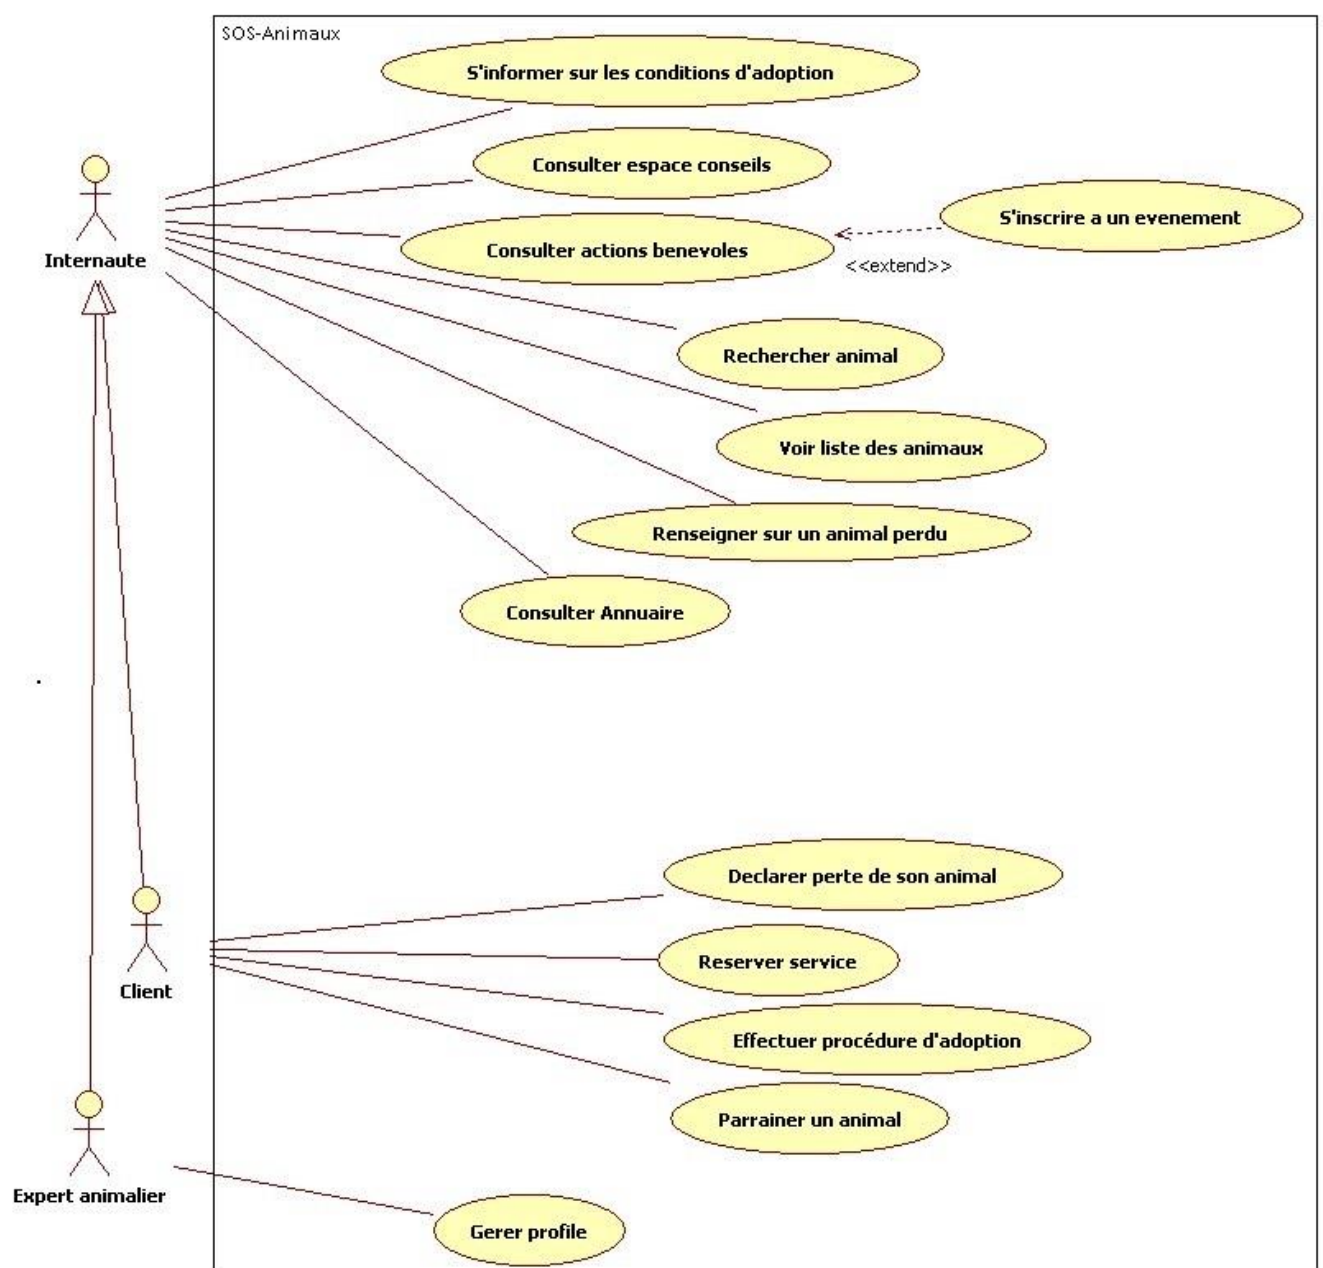 SOS-Animaux
S'informer sur les conditions d'adoption
Consulter espace conseils
S'inscrire a un evenement
Consulter actions benevoles
Internaute
<<extend>>
Rechercher animal
Voir liste des animaux
Renseigner sur un animal perdu
Consulter Annuaire
Declarer perte de son animal
Reserver service
Client
Effectuer procédure d'adoption
Parrainer un animal
Expert animalier
Gerer profile